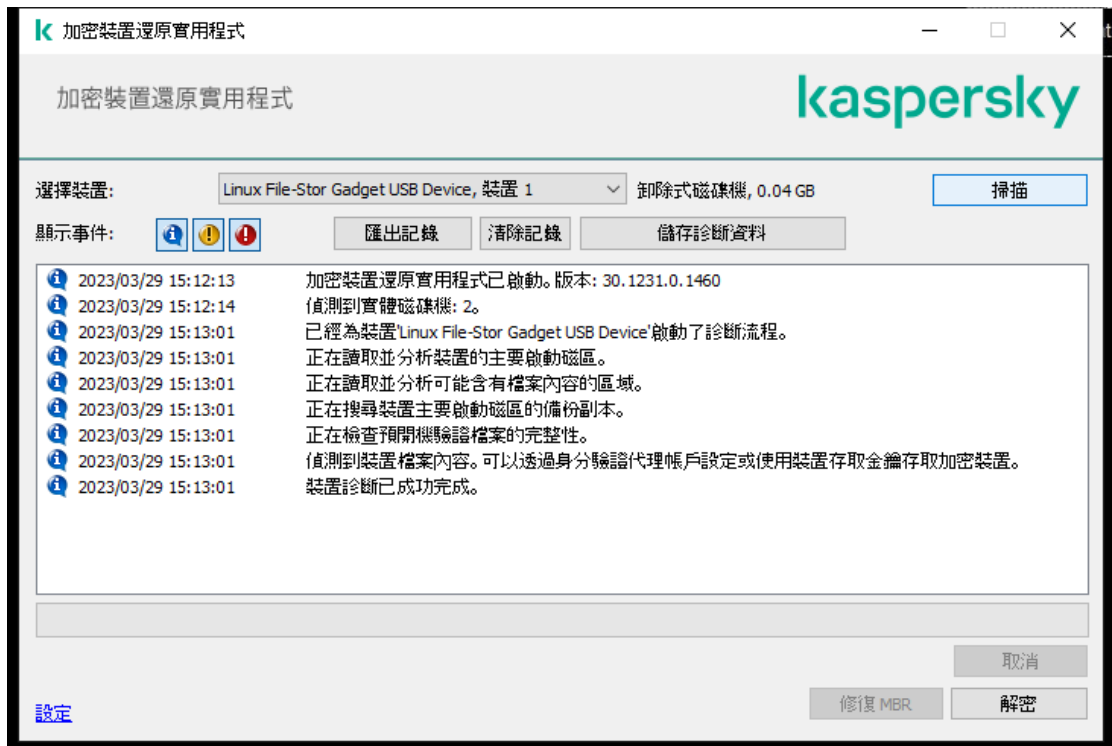 加密裝置還原實用程式
加密裝置還原實用程式
kaspersky
選擇裝置: Linux File-Stor Gadget USB Device, 裝置 1 卸除式磁碟機, 0.04 GB 掃描
顯示事件: 匯出記錄 清除記錄 儲存診斷資料
2023/03/29 15:12:13 加密裝置還原實用程式已啟動。版本: 30.1231.0.1460
2023/03/29 15:12:14 偵測到實體磁碟機: 2。
2023/03/29 15:13:01 已經為裝置'Linux File-Stor Gadget USB Device'啟動了診斷流程。
2023/03/29 15:13:01 正在讀取並分析裝置的主要啟動磁區。
2023/03/29 15:13:01 正在讀取並分析可能含有檔案內容的區域。
2023/03/29 15:13:01 正在搜尋裝置主要啟動磁區的備份副本。
2023/03/29 15:13:01 正在檢查預開機驗證檔案的完整性。
2023/03/29 15:13:01 偵測到裝置檔案內容。可以透過身分驗證代理帳戶設定或使用裝置存取金鑰存取加密裝置。
2023/03/29 15:13:01 裝置診斷已成功完成。
取消
設定 修復 MBR 解密